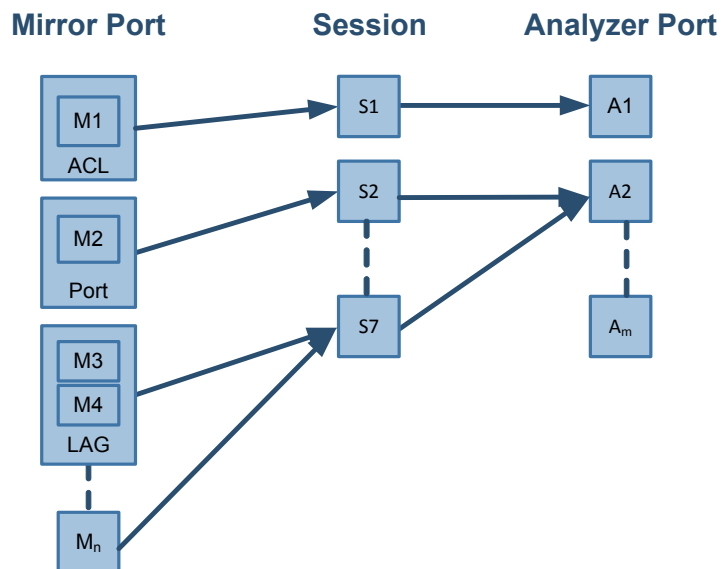 Mirror Port Session Analyzer Port
M1 S1 A1
ACL
M2 S2 A2
Port
M3 S7 Am
M4
LAG
Mn